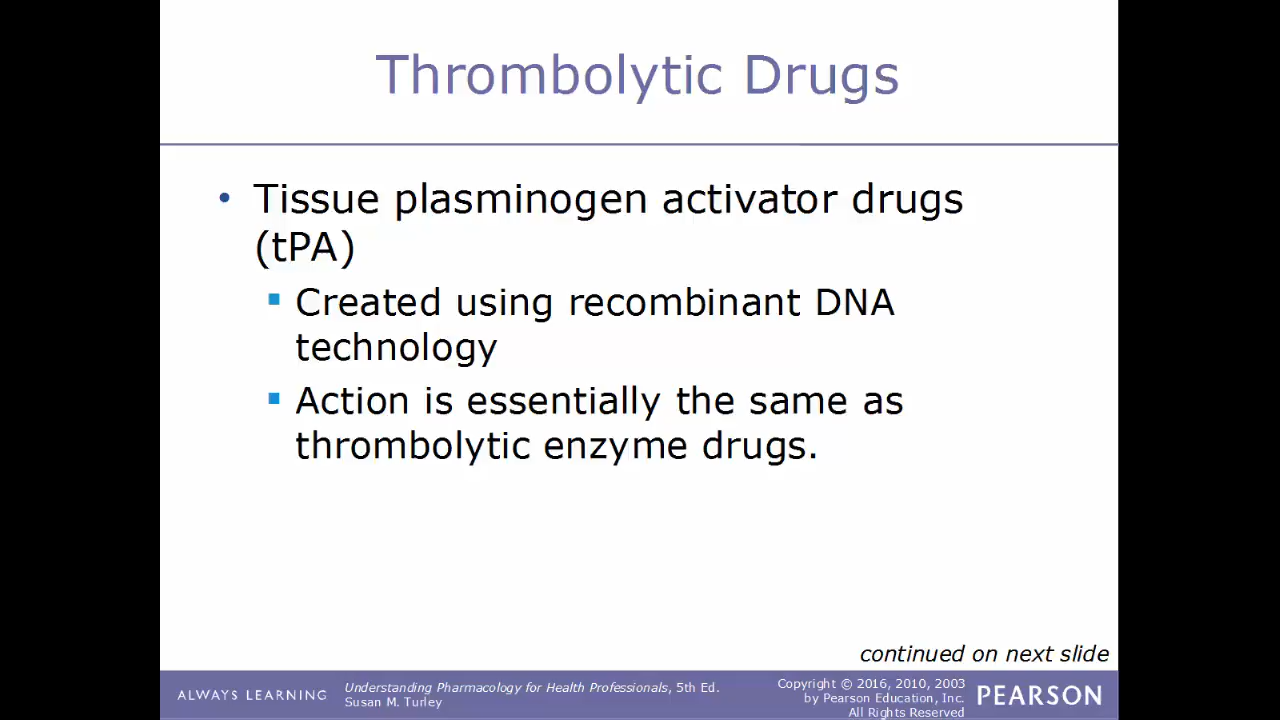 Thrombolytic Drugs
• Tissue plasminogen activator drugs
(tPA)
▪ Created using recombinant DNA
technology
▪ Action is essentially the same as
thrombolytic enzyme drugs.
continued on next slide
ALWAYS LEARNING
Understanding Pharmacology for Health Professionals, 5th Ed.
Susan M. Turley
Copyright © 2016, 2010, 2003
by Pearson Education, Inc.
All Rights Reserved
PEARSON